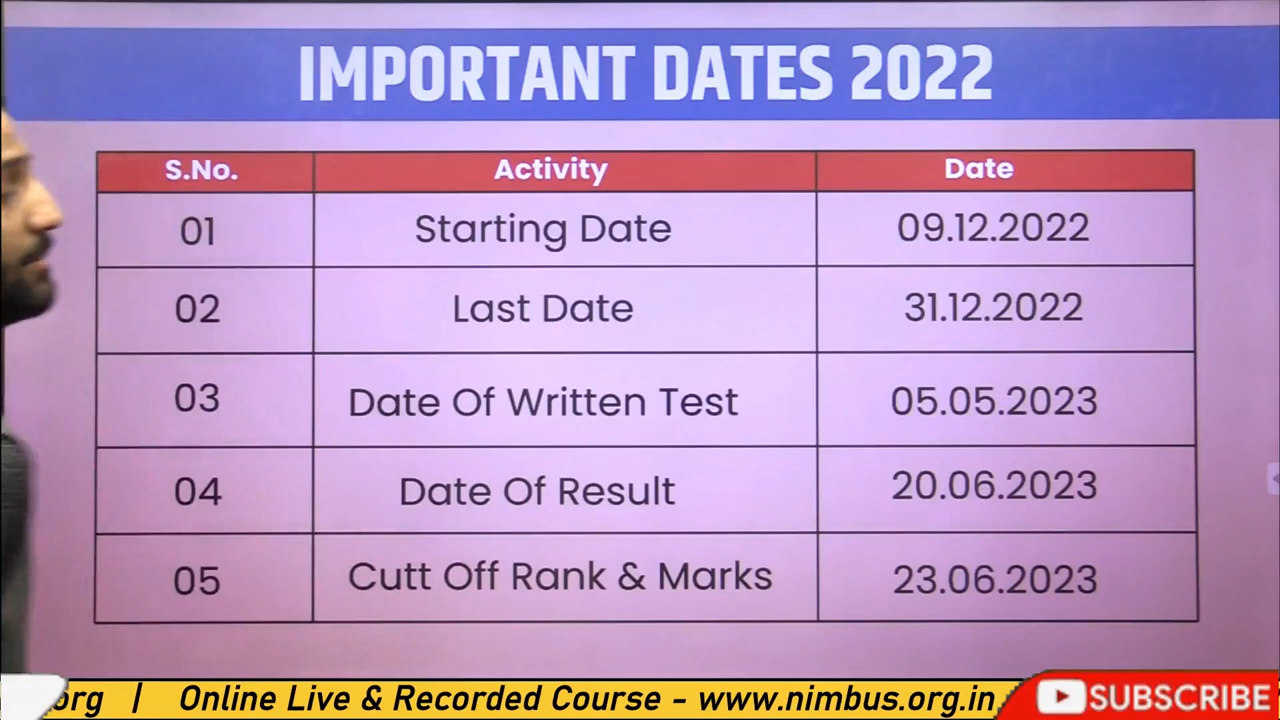 IMPORTANT DATES 2022
S.No. Activity Date
01 Starting Date 09.12.2022
02 Last Date 31.12.2022
03 Date Of Written Test 05.05.2023
04 Date Of Result 20.06.2023
05 Cutt Off Rank & Marks 23.06.2023
org | Online Live & Recorded Course - www.nimbus.org.in
SUBSCRIBE